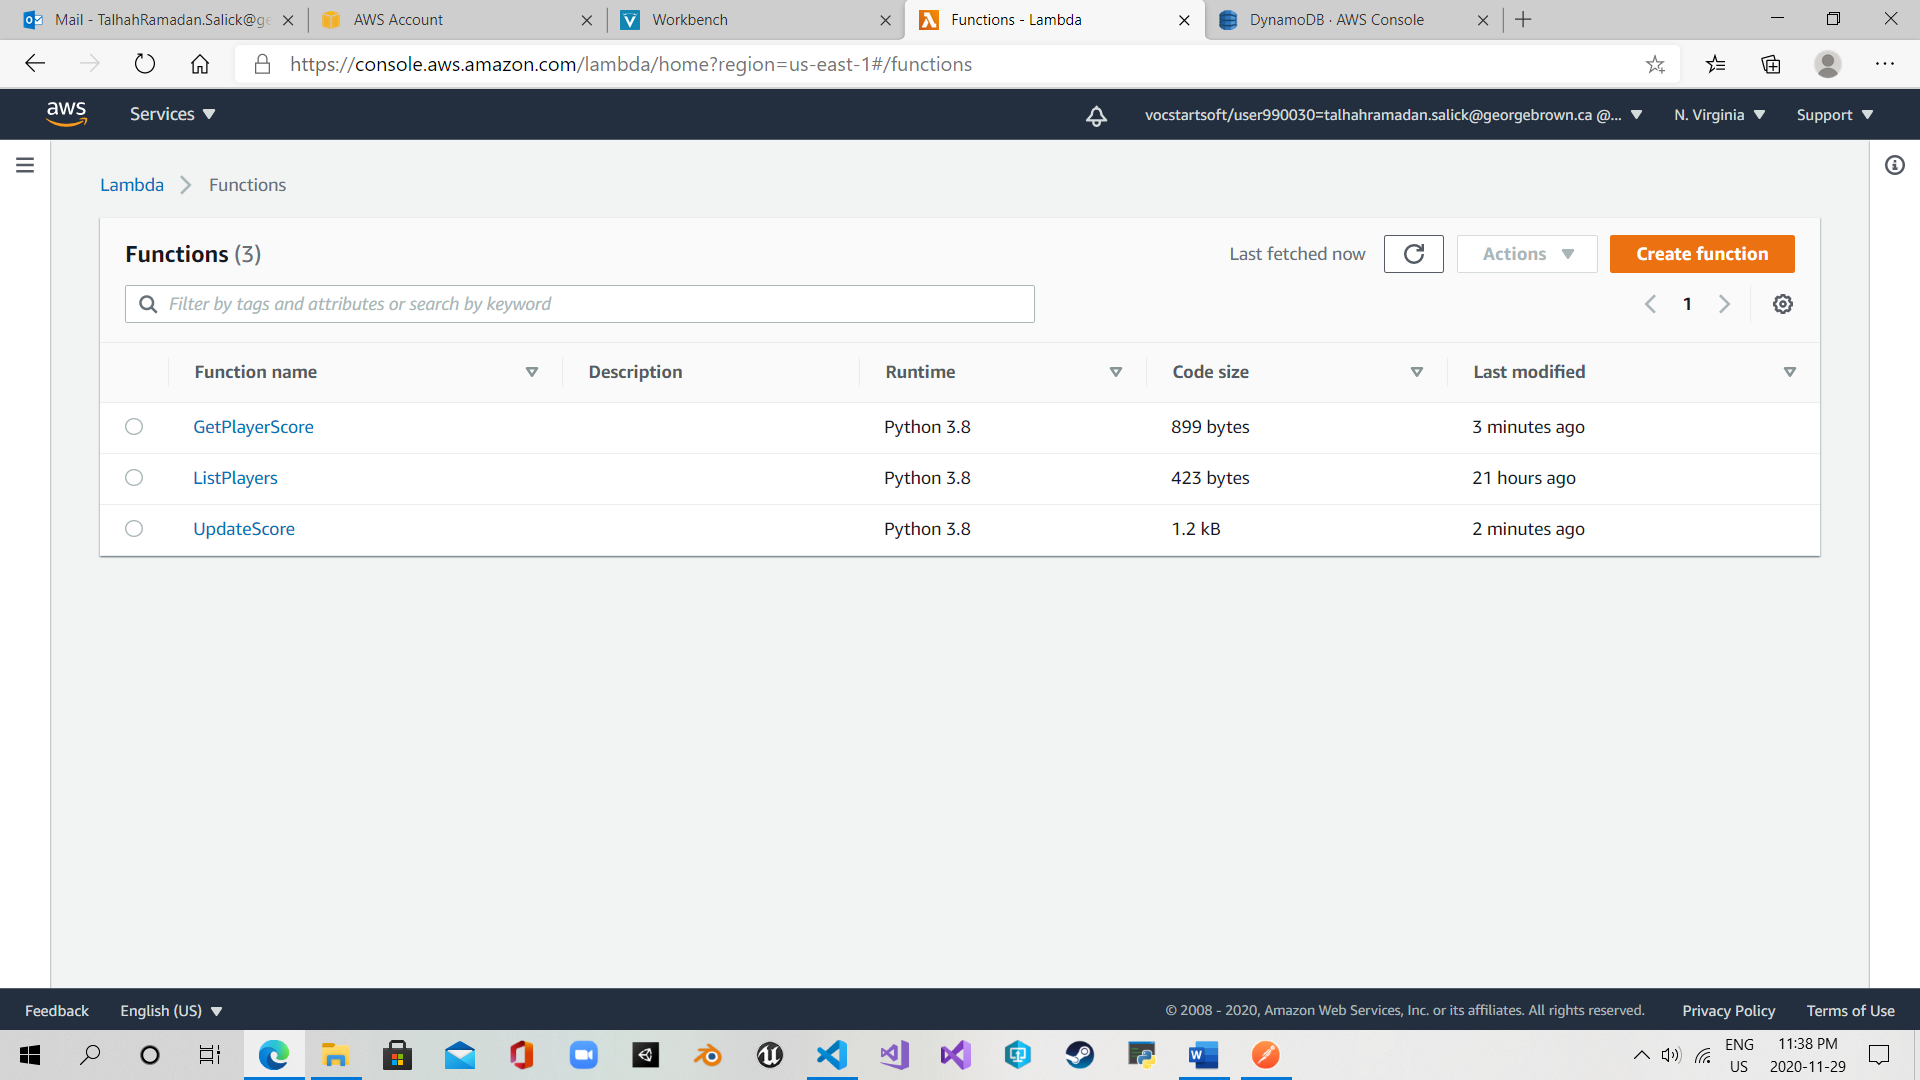 Mail - TalhahRamadan.Salick@ge
AWS Account
Workbench
Functions - Lambda
DynamoDB · AWS Console
https://console.aws.amazon.com/lambda/home?region=us-east-1#/functions
aws
Services
vocstartsoft/user990030=talhahramadan.salick@georgebrown.ca @...
N. Virginia
Support
Lambda
Functions
Functions (3)
Last fetched now
Actions
Create function
Filter by tags and attributes or search by keyword
1
Function name
Description
Runtime
Code size
Last modified
GetPlayerScore
Python 3.8
899 bytes
3 minutes ago
ListPlayers
Python 3.8
423 bytes
21 hours ago
UpdateScore
Python 3.8
1.2 kB
2 minutes ago
Feedback
English (US)
© 2008 - 2020, Amazon Web Services, Inc. or its affiliates. All rights reserved.
Privacy Policy
Terms of Use
ENG
US
11:38 PM
2020-11-29